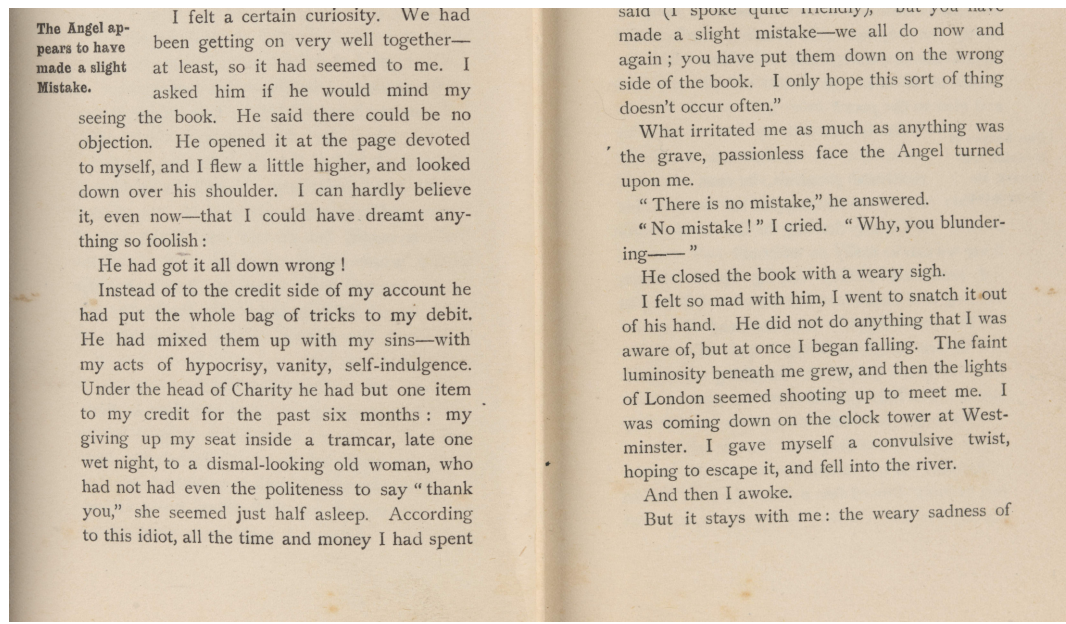 The Angel ap-
pears to have
made a slight
Mistake.
I felt a certain curiosity. We had
been getting on very well together—
at least, so it had seemed to me. I
asked him if he would mind my
seeing the book. He said there could be no
objection. He opened it at the page devoted
to myself, and I flew a little higher, and looked
down over his shoulder. I can hardly believe
it, even now—that I could have dreamt any-
thing so foolish:
He had got it all down wrong!
Instead of to the credit side of my account he
had put the whole bag of tricks to my debit.
He had mixed them up with my sins—with
my acts of hypocrisy, vanity, self-indulgence.
Under the head of Charity he had but one item
to my credit for the past six months: my
giving up my seat inside a tramcar, late one
wet night, to a dismal-looking old woman, who
had not had even the politeness to say “thank
you,” she seemed just half asleep. According
to this idiot, all the time and money I had spent
said (I spoke quite friendly), “but you have
made a slight mistake—we all do now and
again; you have put them down on the wrong
side of the book. I only hope this sort of thing
doesn’t occur often.”
What irritated me as much as anything was
the grave, passionless face the Angel turned
upon me.
“There is no mistake,” he answered.
“No mistake!” I cried. “Why, you blunder-
ing——”
He closed the book with a weary sigh.
I felt so mad with him, I went to snatch it out
of his hand. He did not do anything that I was
aware of, but at once I began falling. The faint
luminosity beneath me grew, and then the lights
of London seemed shooting up to meet me. I
was coming down on the clock tower at West-
minster. I gave myself a convulsive twist,
hoping to escape it, and fell into the river.
And then I awoke.
But it stays with me: the weary sadness of